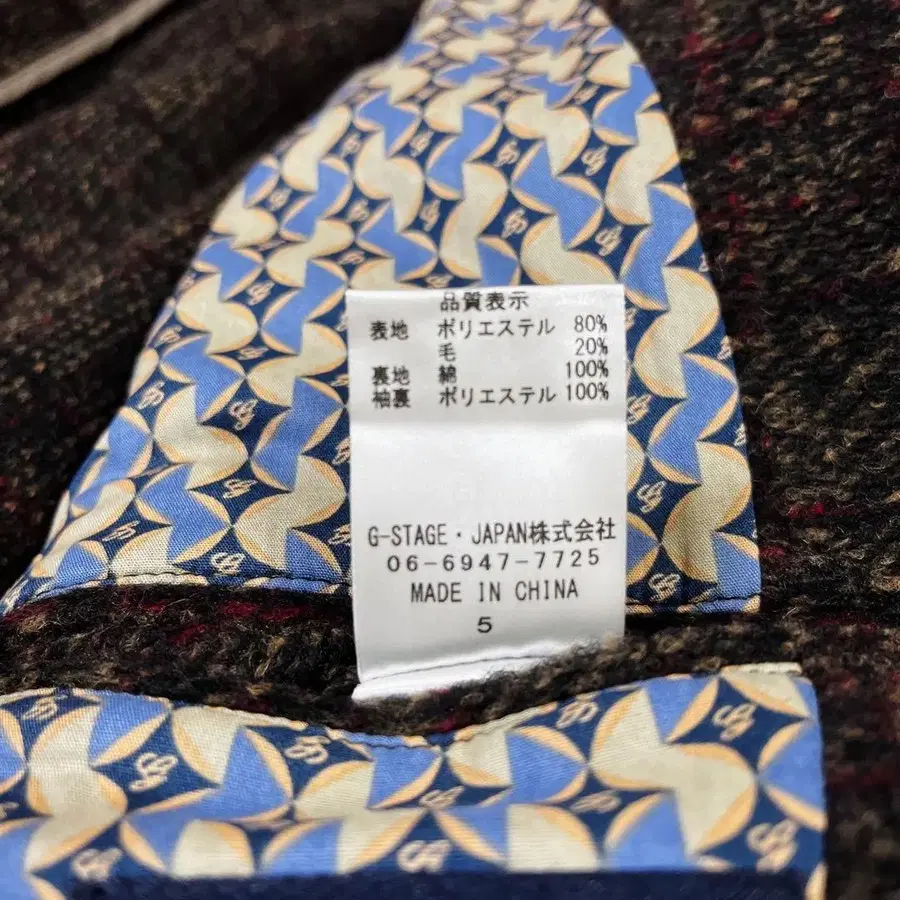 品質表示
表地 ポリエステル 80%
毛 20%
裏地 綿 100%
袖裏 ポリエステル 100%
G-STAGE・JAPAN株式会社
06-6947-7725
MADE IN CHINA
5